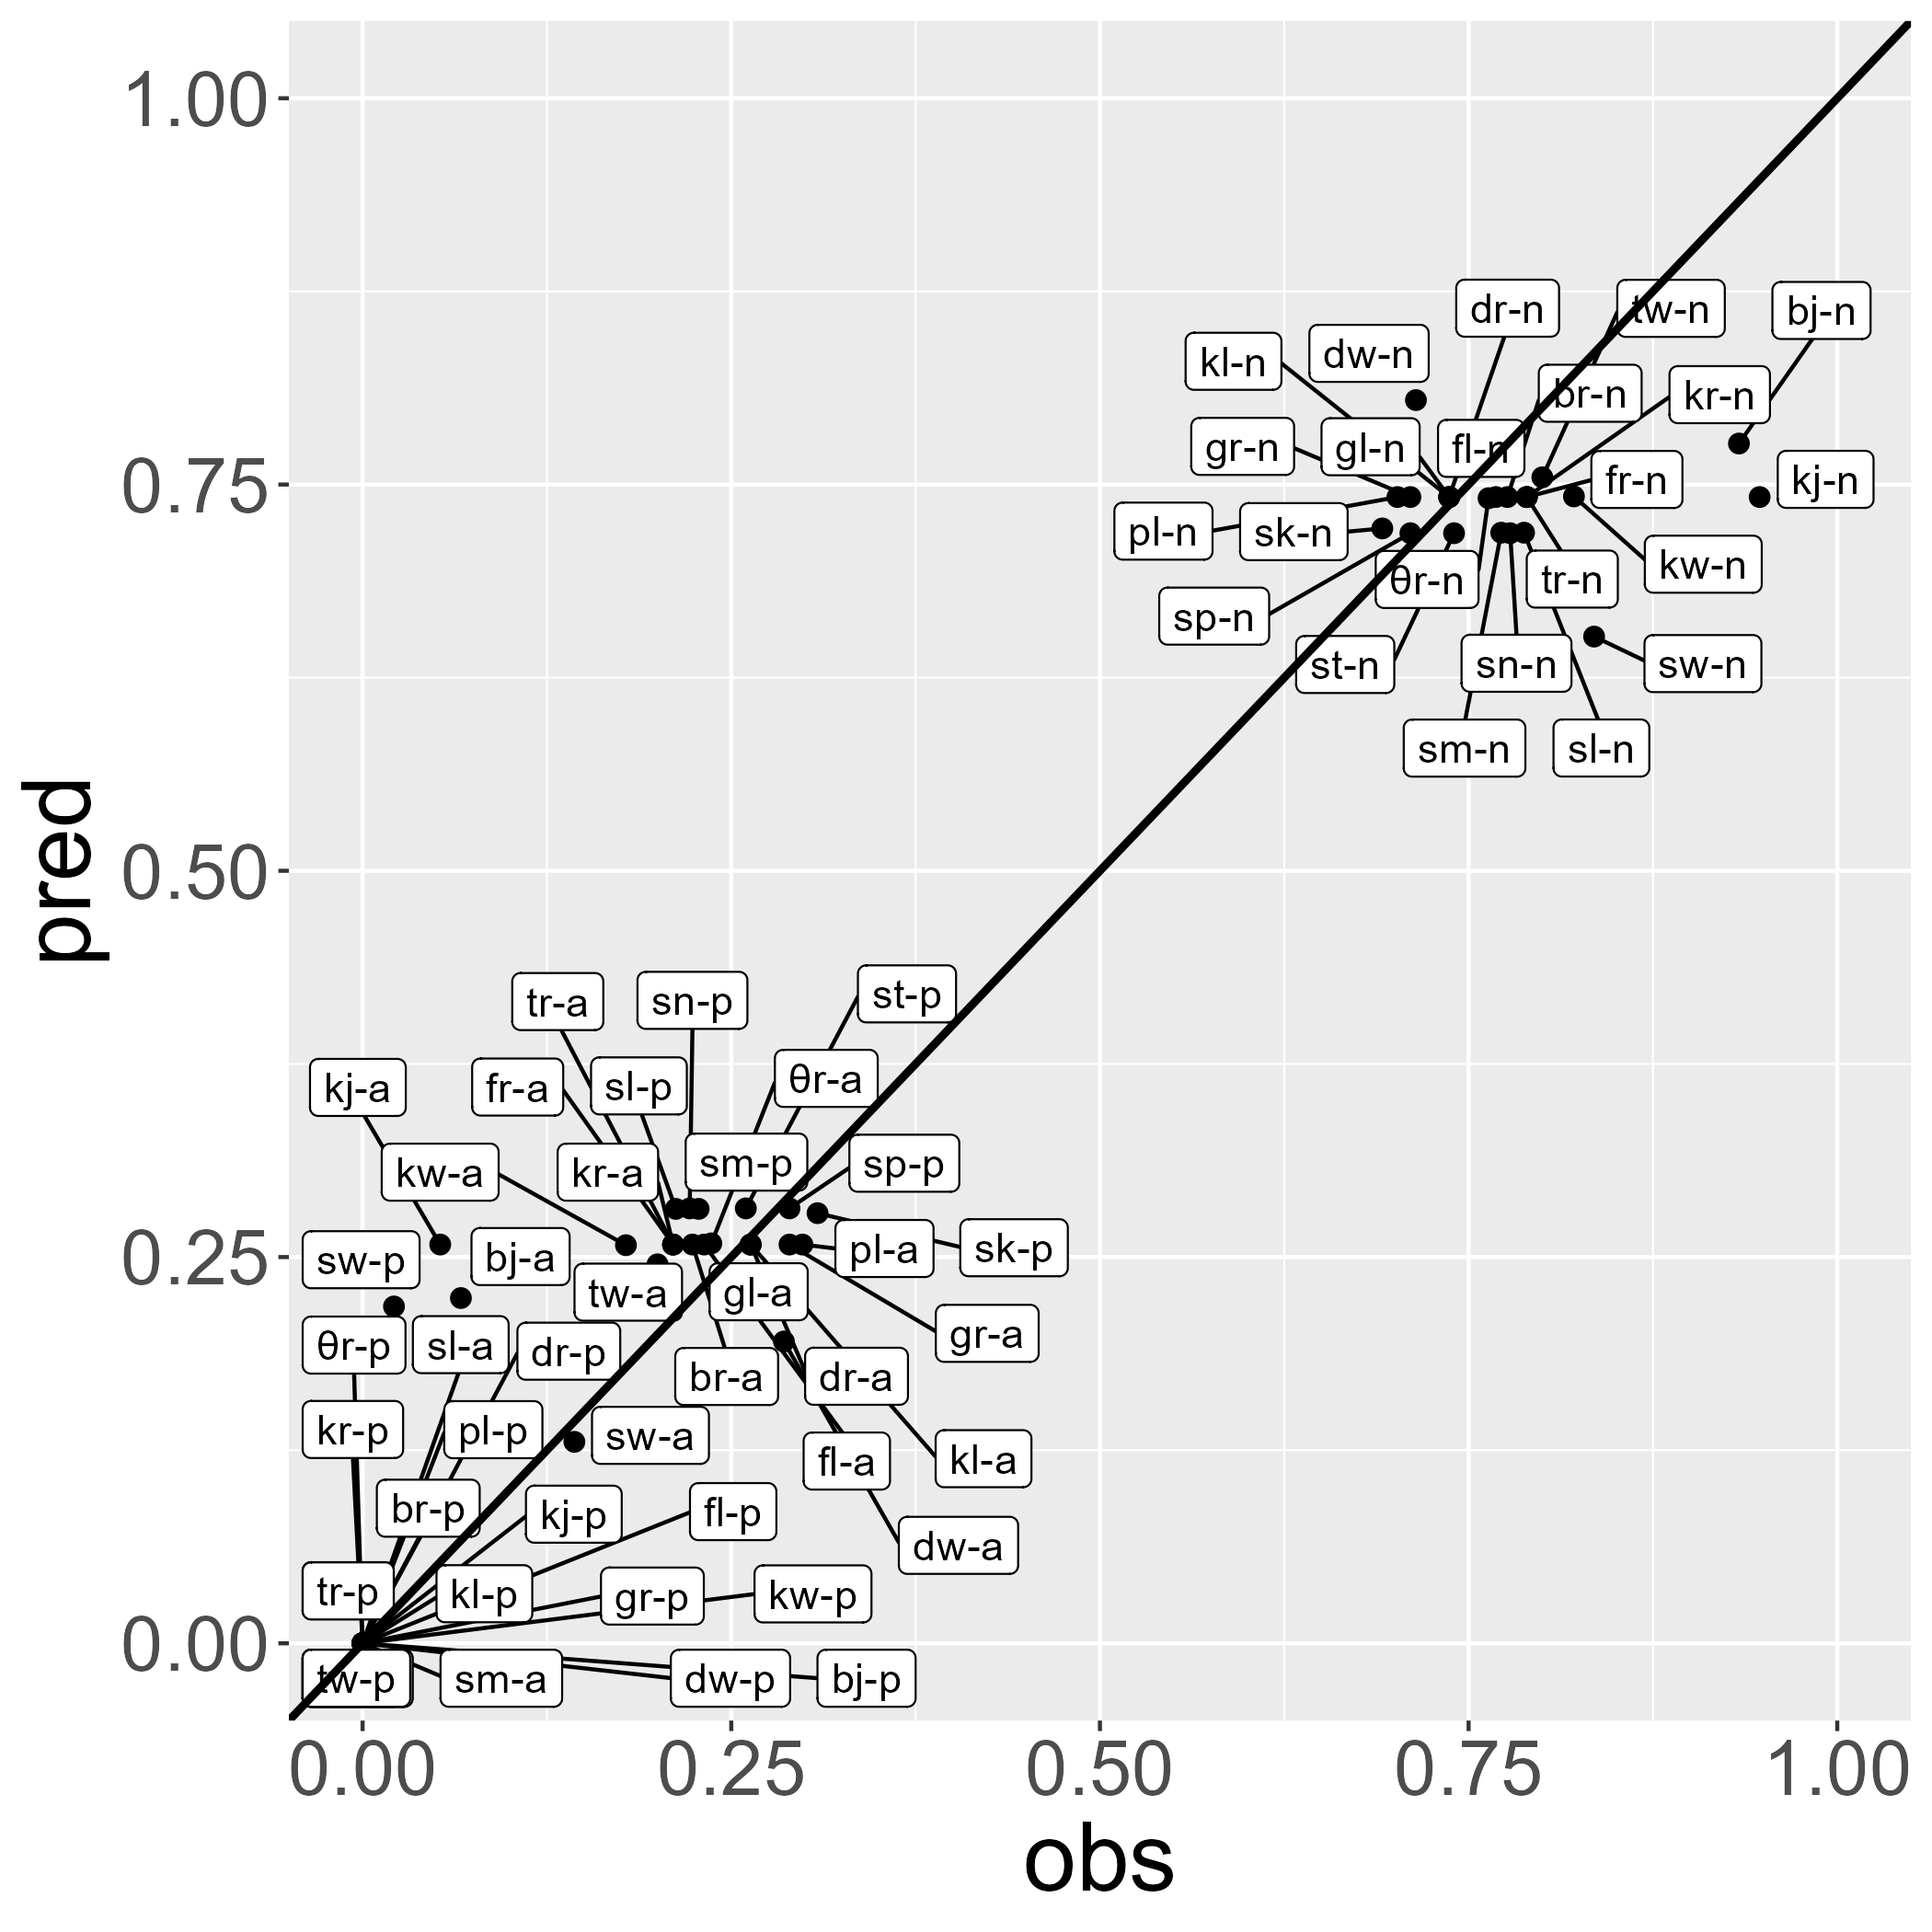 1.00
0.75
0.50
0.25
0.00
pred
dr-n
tw-n
bj-n
kl-n
dw-n
br-n
kr-n
gr-n
gl-n
fl-n
fr-n
kj-n
pl-n
sk-n
θr-n
tr-n
kw-n
sp-n
st-n
sn-n
sw-n
sm-n
sl-n
tr-a
sn-p
st-p
kj-a
fr-a
sl-p
θr-a
kw-a
kr-a
sm-p
sp-p
sw-p
bj-a
pl-a
sk-p
tw-a
gl-a
θr-p
sl-a
dr-p
gr-a
br-a
dr-a
kr-p
pl-p
sw-a
fl-a
kl-a
br-p
kj-p
fl-p
dw-a
tr-p
kl-p
gr-p
kw-p
tw-p
sm-a
dw-p
bj-p
0.00
0.25
0.50
0.75
1.00
obs